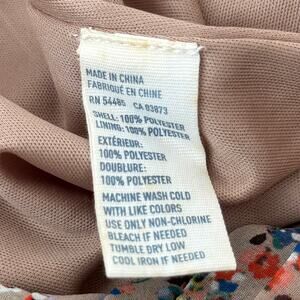 MADE IN CHINA
FABRIQUÉ EN CHINE
RN 54485 CA 03873
SHELL: 100% POLYESTER
LINING: 100% POLYESTER
EXTÉRIEUR:
100% POLYESTER
DOUBLURE:
100% POLYESTER
MACHINE WASH COLD
WITH LIKE COLORS
USE ONLY NON-CHLORINE
BLEACH IF NEEDED
TUMBLE DRY LOW
COOL IRON IF NEEDED